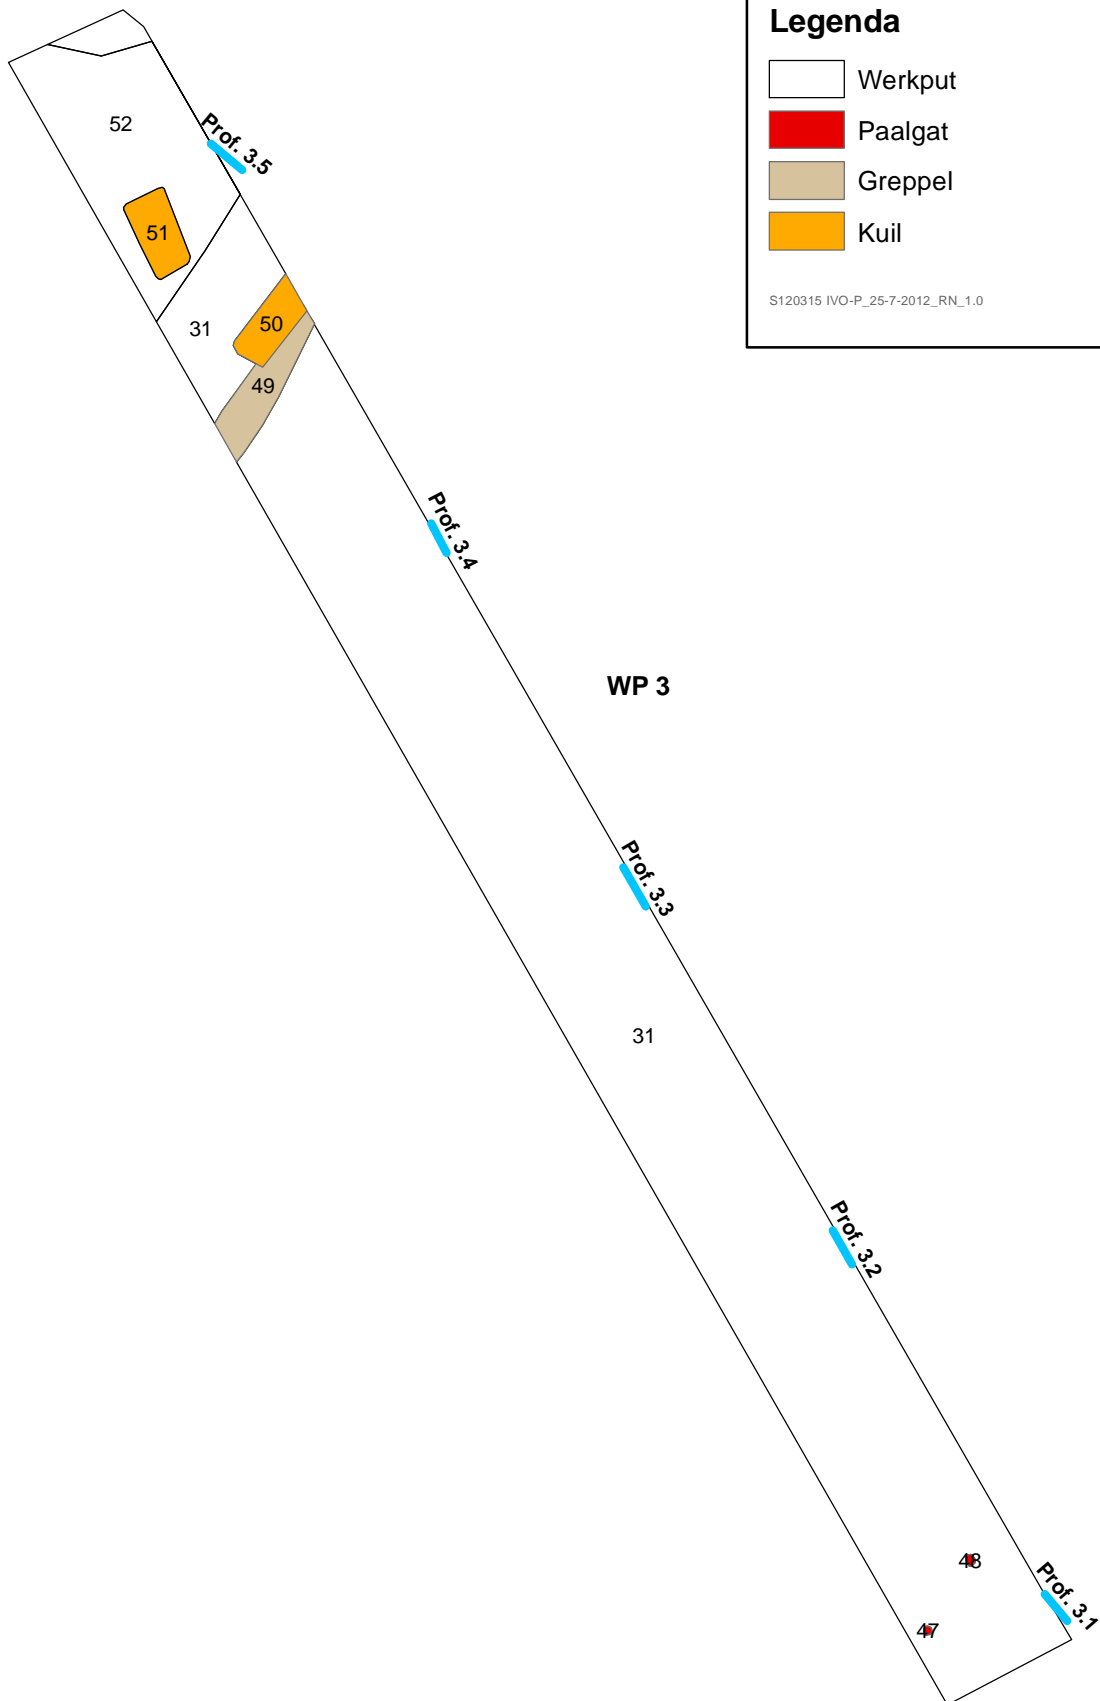 Legenda
Werkput
Paalgat
Greppel
Kuil
S120315 IVO-P_25-7-2012_RN_1.0
52
Prof. 3.5
51
31
50
49
Prof. 3.4
WP 3
Prof. 3.3
31
Prof. 3.2
48
Prof. 3.1
47